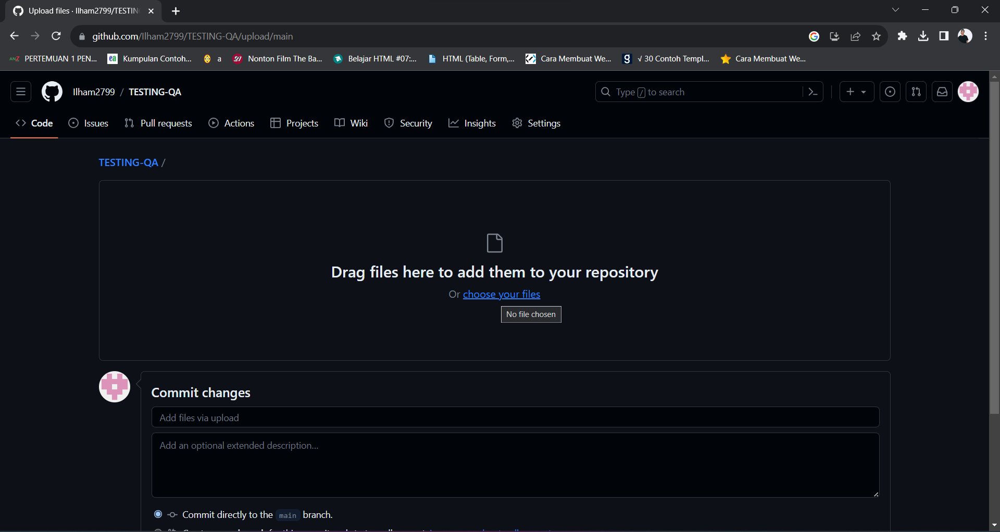 Upload files · Ilham2799/TESTIN
github.com/Ilham2799/TESTING-QA/upload/main
PERTEMUAN 1 PEN... Kumpulan Contoh... a Nonton Film The Ba... Belajar HTML #07:... HTML (Table, Form,... Cara Membuat We... √ 30 Contoh Templ... Cara Membuat We...
Ilham2799 / TESTING-QA Type / to search
Code Issues Pull requests Actions Projects Wiki Security Insights Settings
TESTING-QA /
Drag files here to add them to your repository
Or choose your files
No file chosen
Commit changes
Add files via upload
Add an optional extended description...
Commit directly to the main branch.